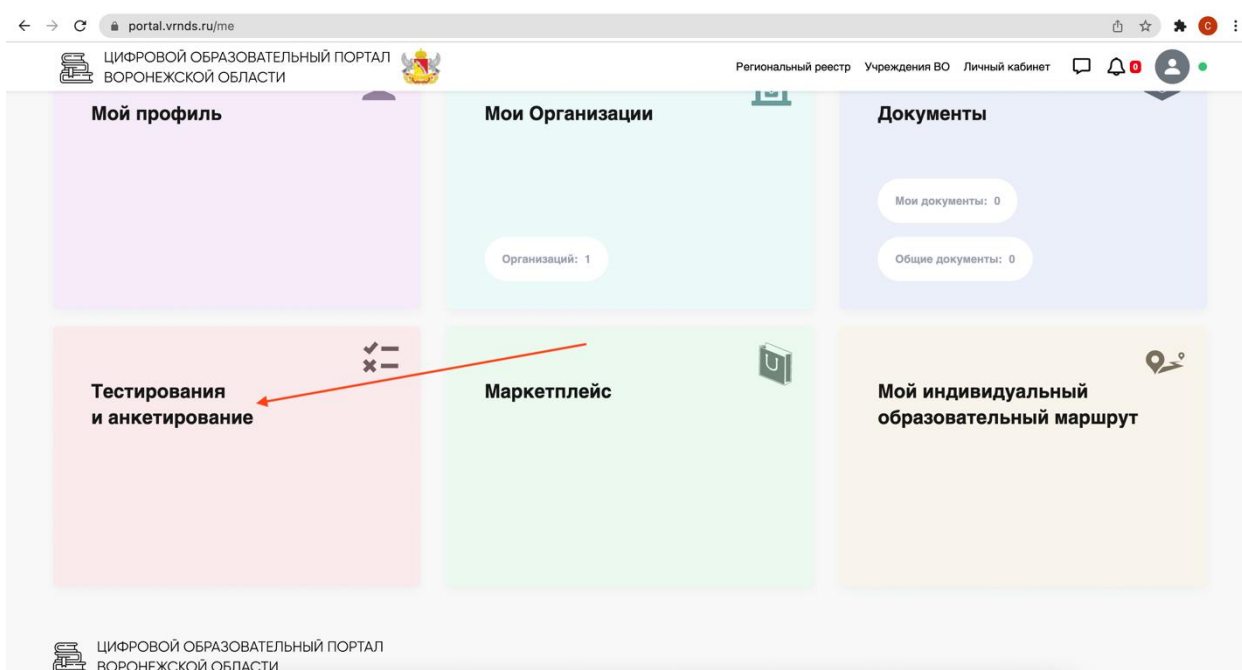 portal.vrnds.ru/me
C
ЦИФРОВОЙ ОБРАЗОВАТЕЛЬНЫЙ ПОРТАЛ
ВОРОНЕЖСКОЙ ОБЛАСТИ
Региональный реестр Учреждения ВО Личный кабинет
0
Мой профиль
Мои Организации
Организаций: 1
Документы
Мои документы: 0
Общие документы: 0
Тестирования
и анкетирование
Маркетплейс
U
Мой индивидуальный
образовательный маршрут
ЦИФРОВОЙ ОБРАЗОВАТЕЛЬНЫЙ ПОРТАЛ
ВОРОНЕЖСКОЙ ОБЛАСТИ